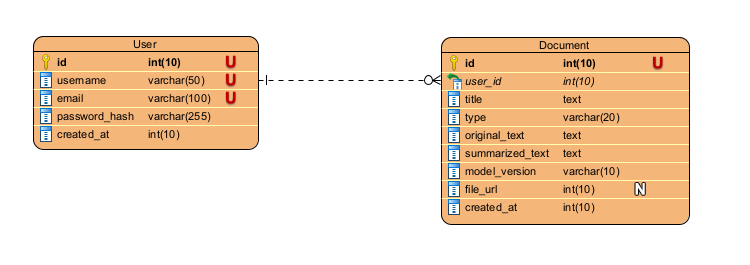 User
id int(10) U
username varchar(50) U
email varchar(100) U
password_hash varchar(255)
created_at int(10)
Document
id int(10) U
user_id int(10)
title text
type varchar(20)
original_text text
summarized_text text
model_version varchar(10)
file_url int(10) N
created_at int(10)